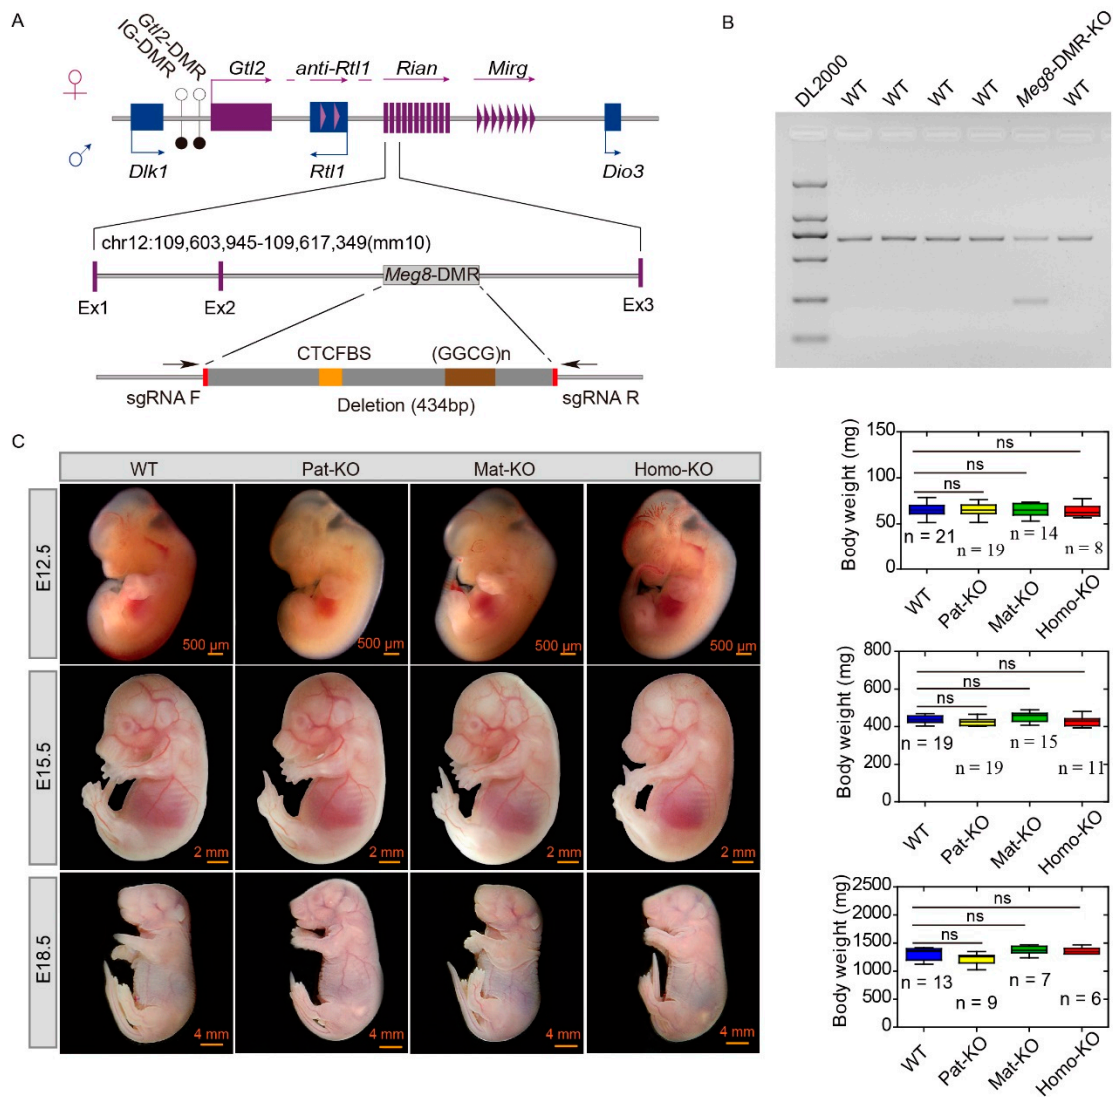 A
IG-DMR
Gtl2-DMR
Gtl2
anti-Rtl1
Rian
Mirg
♀
♂
Dlk1
Rtl1
Dio3
chr12:109,603,945-109,617,349(mm10)
Meg8-DMR
Ex1
Ex2
Ex3
CTCFBS
(GGCG)n
sgRNA F
Deletion (434bp)
sgRNA R
B
DL2000
WT
WT
WT
WT
Meg8-DMR-KO
WT
C
WT
Pat-KO
Mat-KO
Homo-KO
E12.5
500 µm
500 µm
500 µm
500 µm
E15.5
2 mm
2 mm
2 mm
2 mm
E18.5
4 mm
4 mm
4 mm
4 mm
Body weight (mg)
150
100
50
0
ns
ns
ns
n = 21
n = 19
n = 14
n = 8
WT
Pat-KO
Mat-KO
Homo-KO
Body weight (mg)
800
600
400
200
0
ns
ns
ns
n = 19
n = 19
n = 15
n = 11
WT
Pat-KO
Mat-KO
Homo-KO
Body weight (mg)
2500
2000
1500
1000
500
0
ns
ns
ns
n = 13
n = 9
n = 7
n = 6
WT
Pat-KO
Mat-KO
Homo-KO